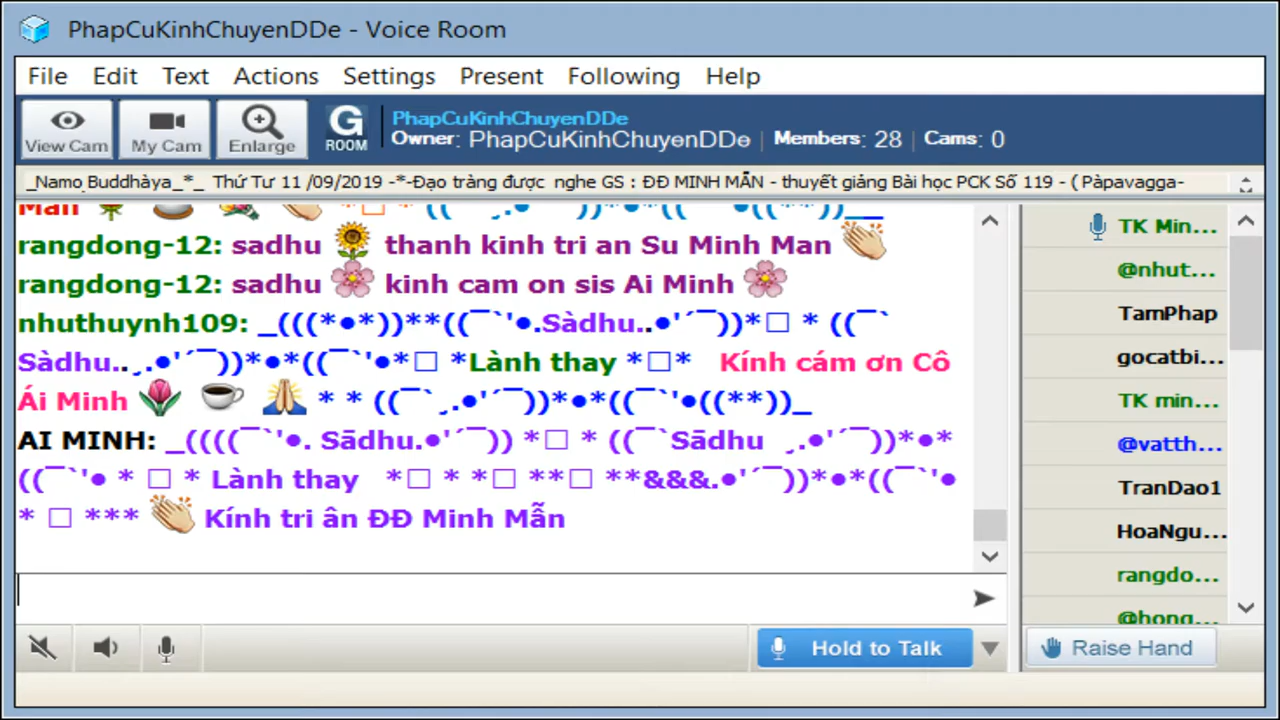 PhapCuKinhChuyenDDe - Voice Room
File Edit Text Actions Settings Present Following Help
View Cam My Cam Enlarge G ROOM
PhapCuKinhChuyenDDe
Owner: PhapCuKinhChuyenDDe | Members: 28 | Cams: 0
_Namo_Buddhàya_*_ Thứ Tư 11 /09/2019 -*-Đạo tràng được nghe GS : ĐĐ MINH MẪN - thuyết giảng Bài học PCK Số 119 - ( Pàpavagga-
rangdong-12: sadhu 🌻 thanh kinh tri an Su Minh Man 👏
rangdong-12: sadhu 🌸 kinh cam on sis Ai Minh 🌸
nhuthuynh109: _(((*●*))**((¯`'●.Sàdhu..●'´¯))*□ * ((¯`
Sàdhu..¸.●'´¯))*●*((¯`'●*□ *Lành thay *□* Kính cám ơn Cô
Ái Minh 🌷 ☕ 🙏 * * ((¯`¸.●'´¯))*●*((¯`'●((**))_
AI MINH: _((((¯`'●. Sādhu.●'´¯)) *□ * ((¯`Sādhu ¸.●'´¯))*●*
((¯`'● * □ * Lành thay *□ * *□ **□ **&&&.●'´¯))*●*((¯`'●
* □ *** 👏 Kính tri ân ĐĐ Minh Mẫn
TK Min...
@nhut...
TamPhap
gocatbi...
TK min...
@vatth...
TranDao1
HoaNgu...
rangdo...
@hong...
Hold to Talk
Raise Hand